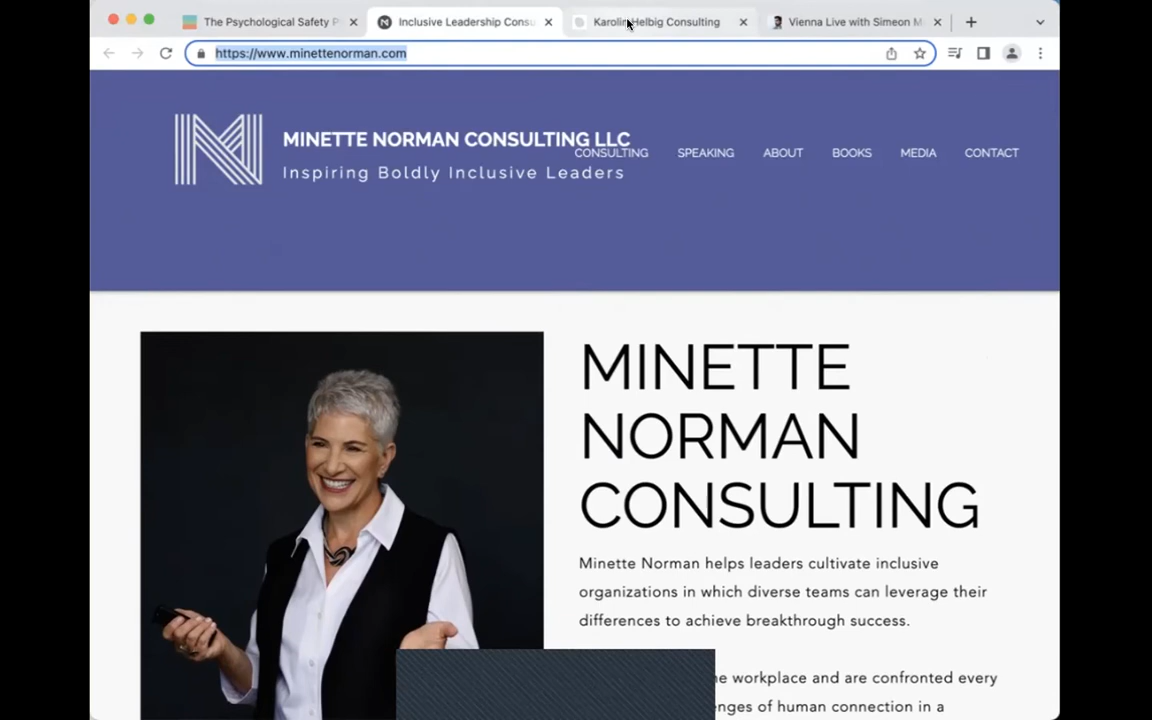 The Psychological Safety P
Inclusive Leadership Consu
Karolin Helbig Consulting
Vienna Live with Simeon M
https://www.minettenorman.com
MINETTE NORMAN CONSULTING LLC
Inspiring Boldly Inclusive Leaders
CONSULTING SPEAKING ABOUT BOOKS MEDIA CONTACT
MINETTE
NORMAN
CONSULTING
Minette Norman helps leaders cultivate inclusive
organizations in which diverse teams can leverage their
differences to achieve breakthrough success.
workplace and are confronted every
of human connection in a